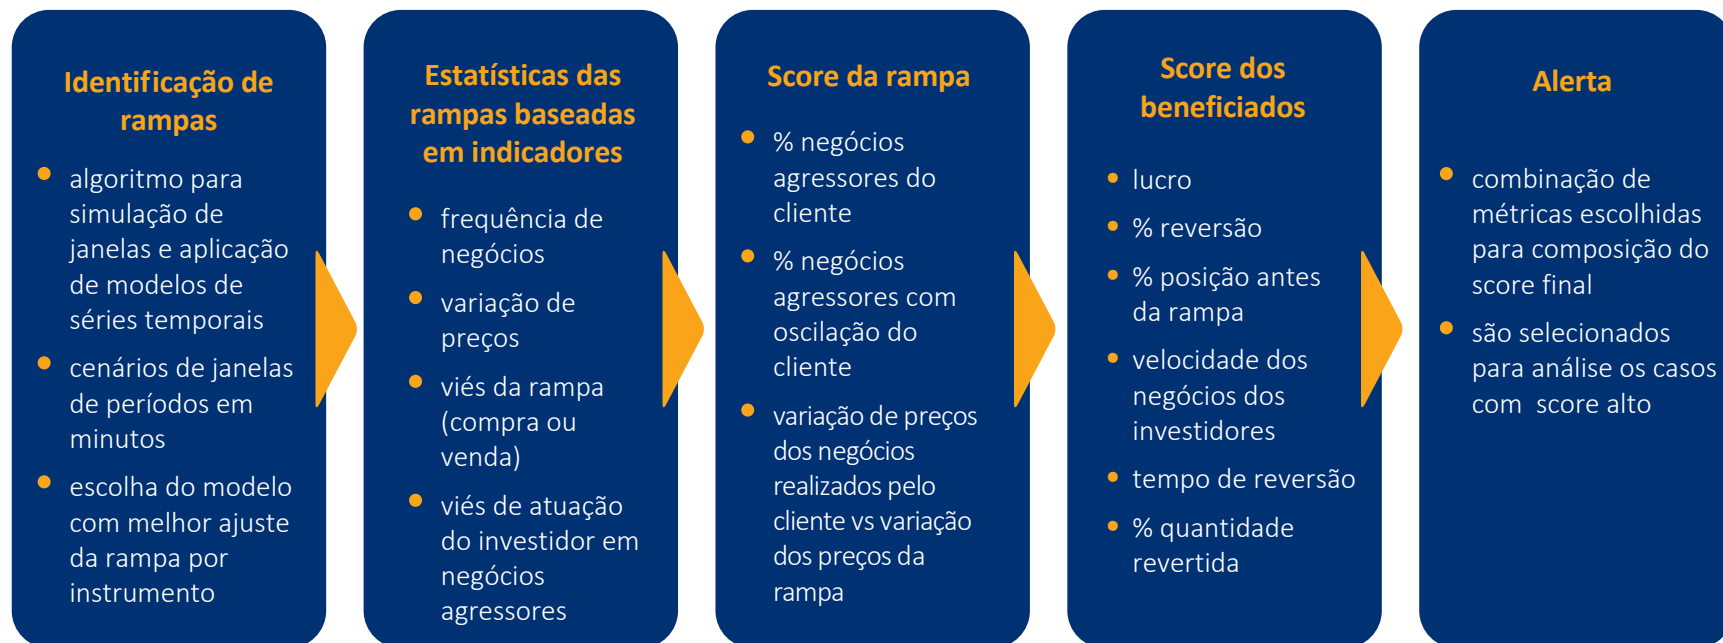 Identificação de
rampas
algoritmo para
simulação de
janelas e aplicação
de modelos de
séries temporais
cenários de janelas
de períodos em
minutos
escolha do modelo
com melhor ajuste
da rampa por
instrumento
Estatísticas das
rampas baseadas
em indicadores
frequência de
negócios
variação de
preços
viés da rampa
(compra ou
venda)
viés de atuação
do investidor em
negócios
agressores
Score da rampa
% negócios
agressores do
cliente
% negócios
agressores com
oscilação do
cliente
variação de preços
dos negócios
realizados pelo
cliente vs variação
dos preços da
rampa
Score dos
beneficiados
lucro
% reversão
% posição antes
da rampa
velocidade dos
negócios dos
investidores
tempo de reversão
% quantidade
revertida
Alerta
combinação de
métricas escolhidas
para composição do
score final
são selecionados
para análise os casos
com score alto